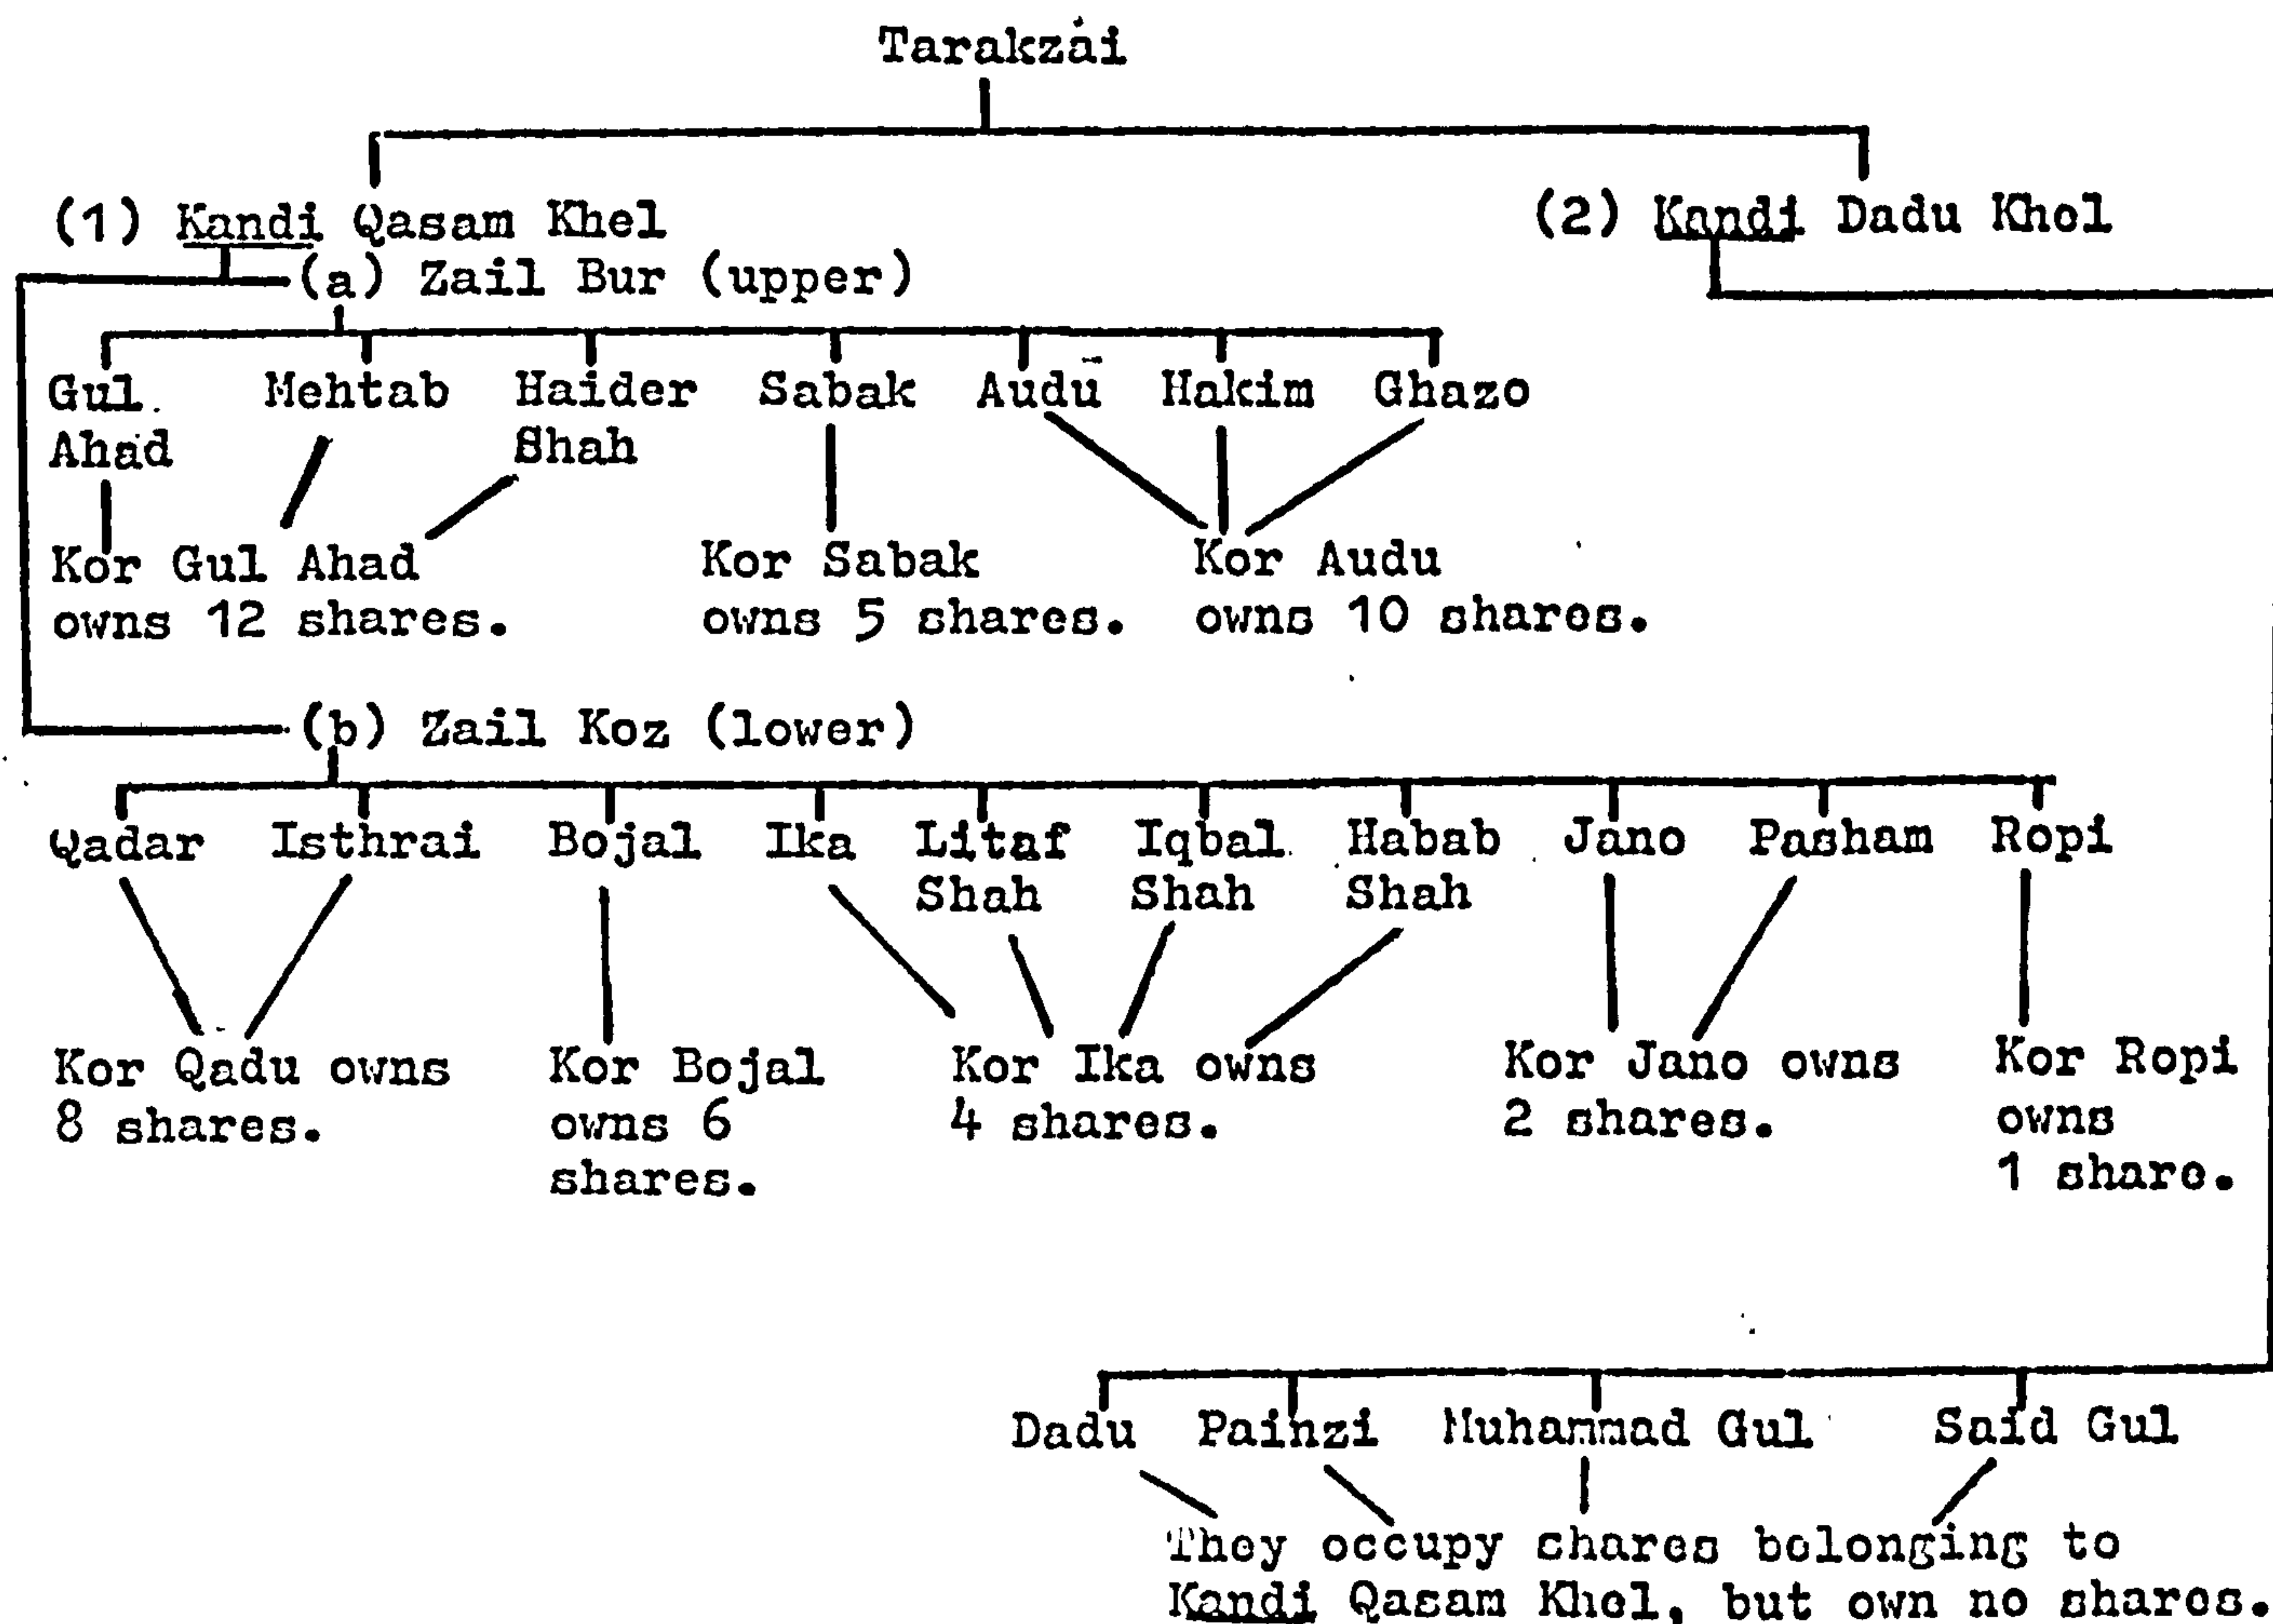 Tarakzai
(1) Kandi Qasam Khel
(2) Kandi Dadu Khel
(a) Zail Bur (upper)
Gul Ahad
Mehtab
Haider Shah
Sabak
Audu
Hakim
Ghazo
Kor Gul Ahad
owns 12 shares.
Kor Sabak
owns 5 shares.
Kor Audu
owns 10 shares.
(b) Zail Koz (lower)
Qadar
Isthrai
Bojal
Ika
Litaf
Shah
Iqbal
Shah
Habab
Shah
Jano
Pasham
Ropi
Kor Qadu owns
8 shares.
Kor Bojal
owns 6
shares.
Kor Ika owns
4 shares.
Kor Jano owns
2 shares.
Kor Ropi
owns
1 share.
Dadu
Painzi
Muhammad Gul
Said Gul
They occupy shares belonging to
Kandi Qasam Khel, but own no shares.